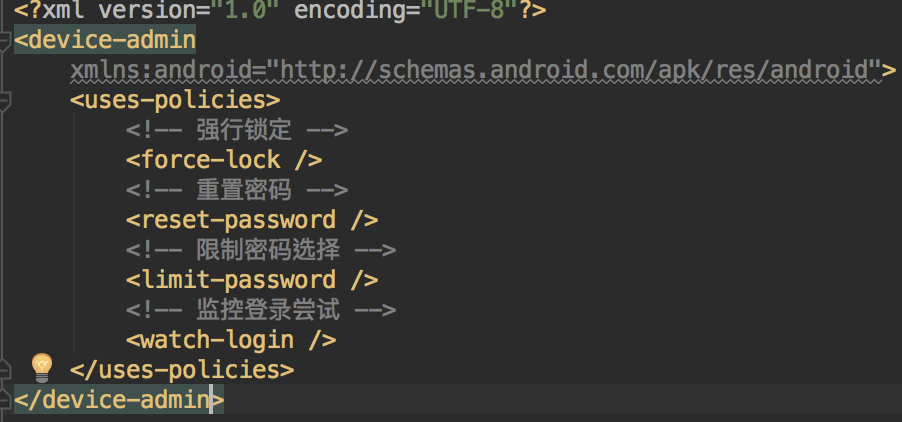 <?xml version="1.0" encoding="UTF-8"?>
<device-admin
xmlns:android="http://schemas.android.com/apk/res/android">
<uses-policies>
<!-- 强行锁定 -->
<force-lock />
<!-- 重置密码 -->
<reset-password />
<!-- 限制密码选择 -->
<limit-password />
<!-- 监控登录尝试 -->
<watch-login />
</uses-policies>
</device-admin>